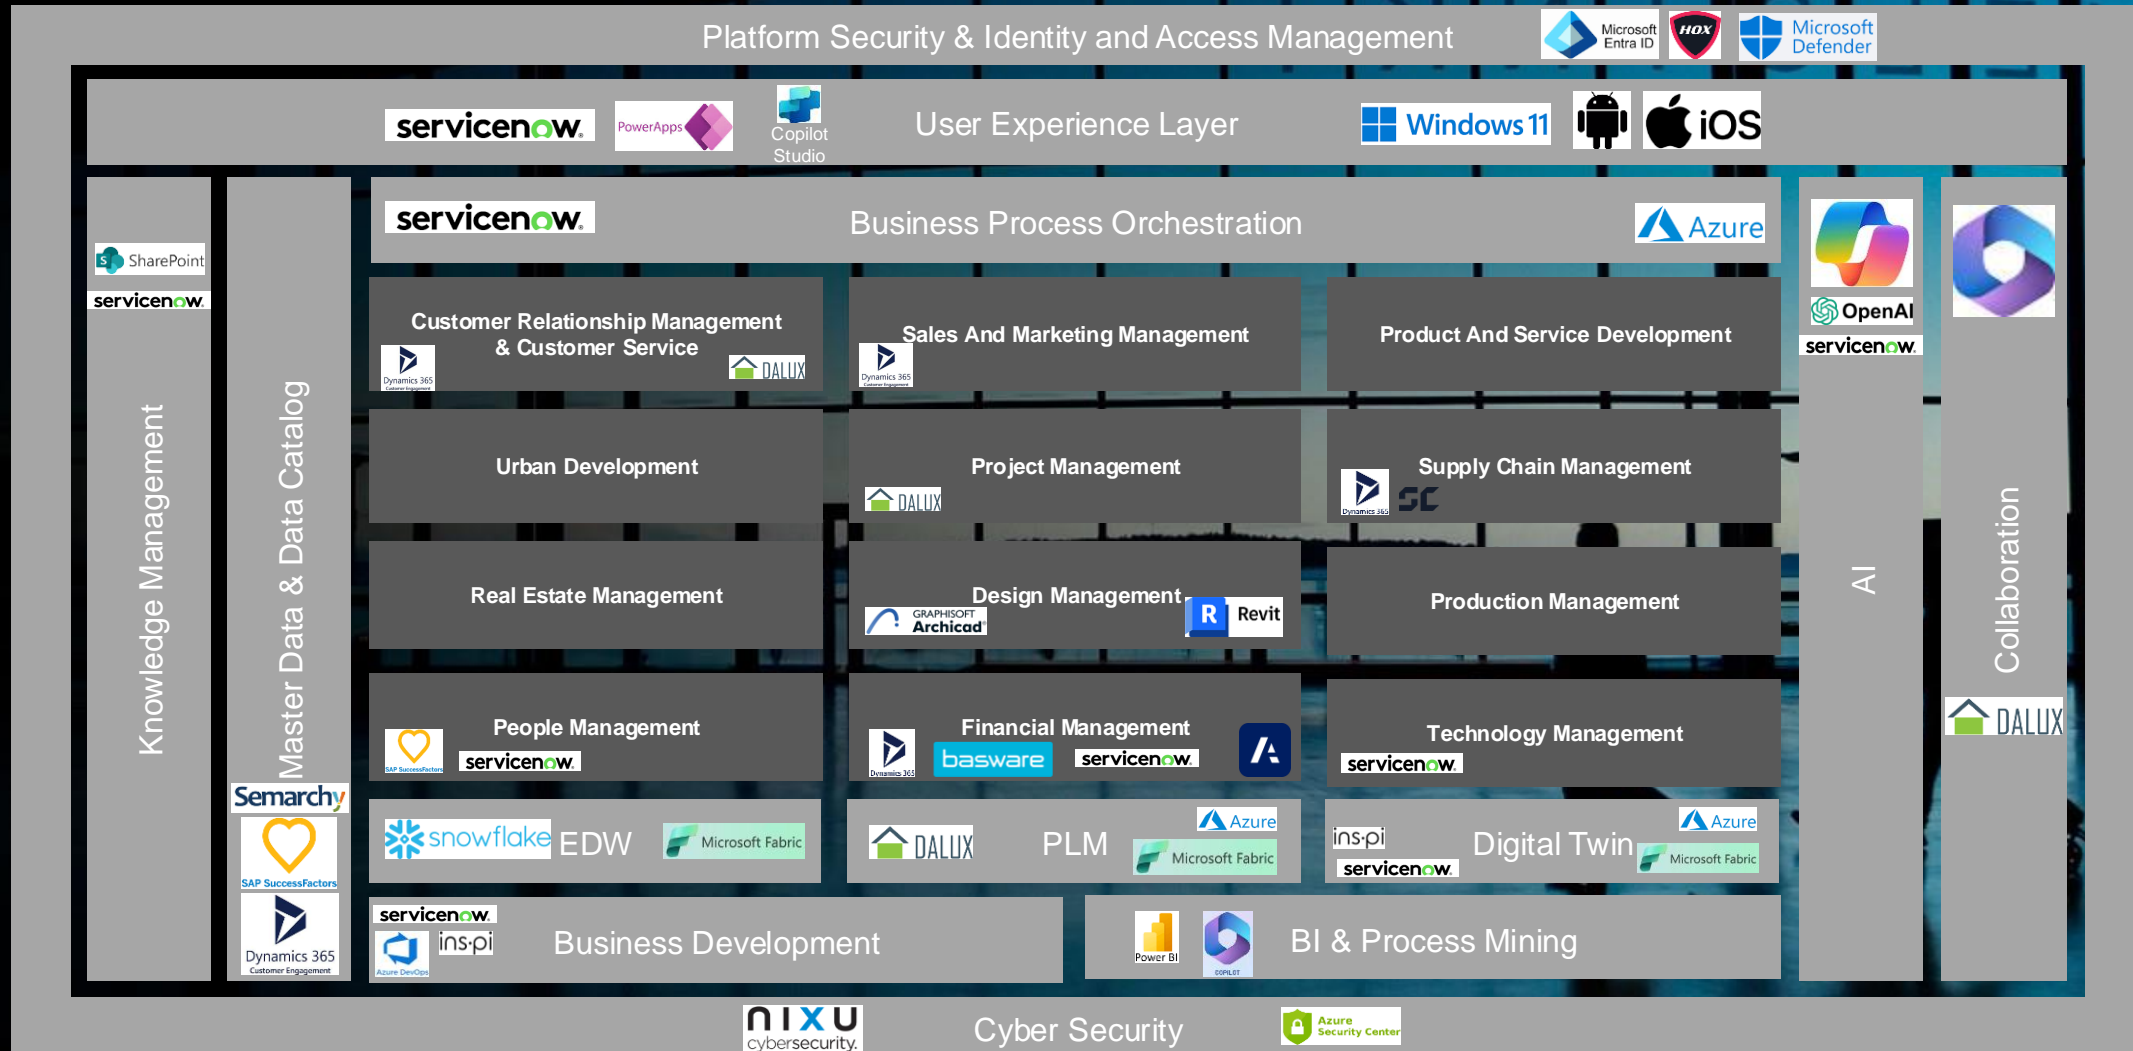 Platform Security & Identity and Access Management
Microsoft
Entra ID
HOX
Microsoft
Defender
servicenow.
PowerApps
Copilot
Studio
User Experience Layer
Windows 11
iOS
Knowledge Management
SharePoint
servicenow.
Master Data & Data Catalog
Semarchy
SAP SuccessFactors
Dynamics 365
Customer Engagement
servicenow.
Business Process Orchestration
Azure
Customer Relationship Management
& Customer Service
Dynamics 365
Customer Engagement
DALUX
Sales And Marketing Management
Dynamics 365
Customer Engagement
Product And Service Development
Urban Development
Project Management
DALUX
Supply Chain Management
Dynamics 365
SC
Real Estate Management
Design Management
GRAPHISOFT
Archicad
R Revit
Production Management
People Management
SAP SuccessFactors
servicenow.
Financial Management
Dynamics 365
basware
servicenow.
Technology Management
servicenow.
snowflake
EDW
Microsoft Fabric
DALUX
PLM
Azure
Microsoft Fabric
ins·pi
servicenow.
Digital Twin
Azure
Microsoft Fabric
servicenow.
Azure DevOps
ins·pi
Business Development
Power BI
COPILOT
BI & Process Mining
OpenAI
servicenow.
AI
Collaboration
DALUX
nixu
cybersecurity.
Cyber Security
Azure
Security Center